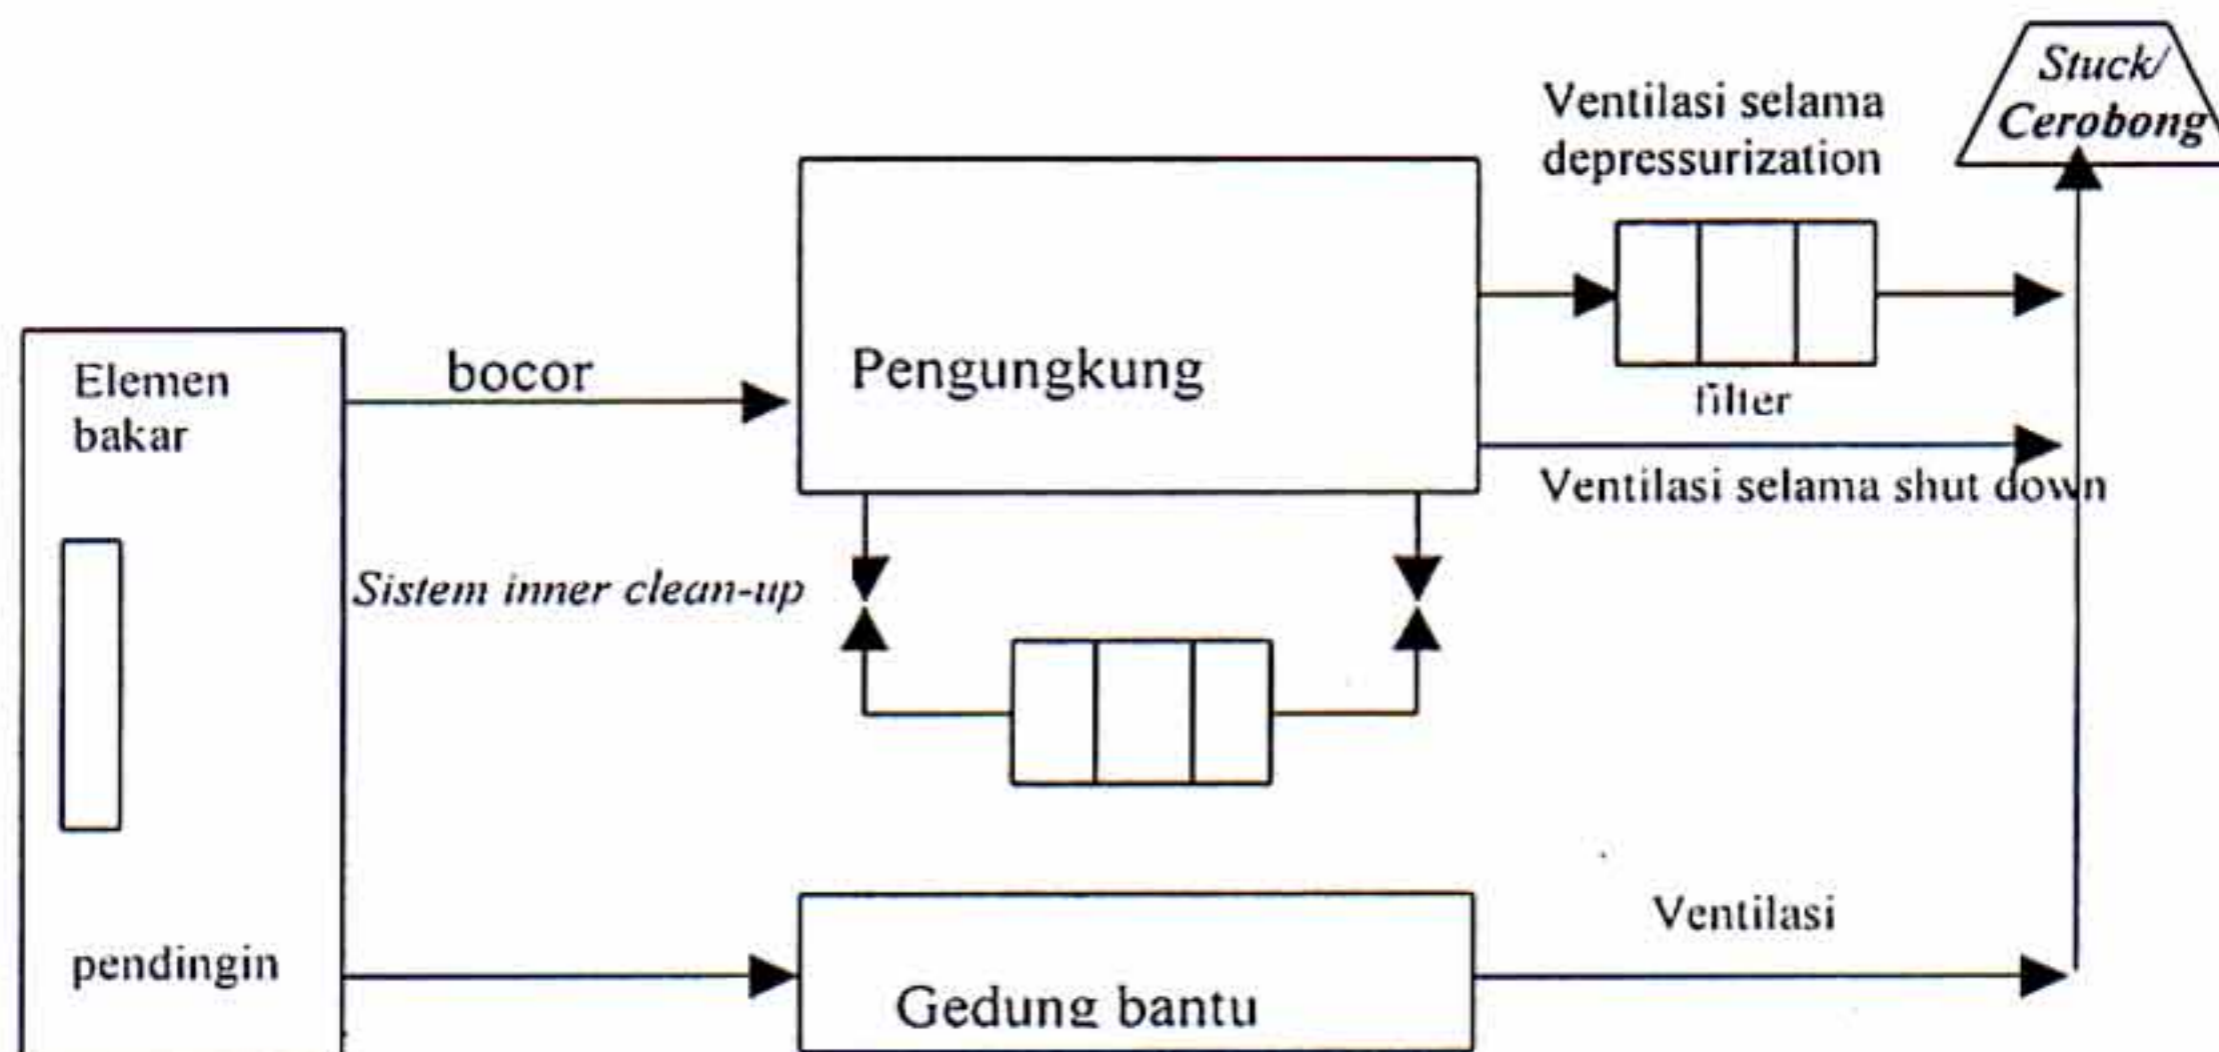 Stuck/
Cerobong
Ventilasi selama
depressurization
Elemen
bakar
bocor
Pengungkung
filter
Ventilasi selama shut down
Sistem inner clean-up
Ventilasi
pendingin
Gedung bantu